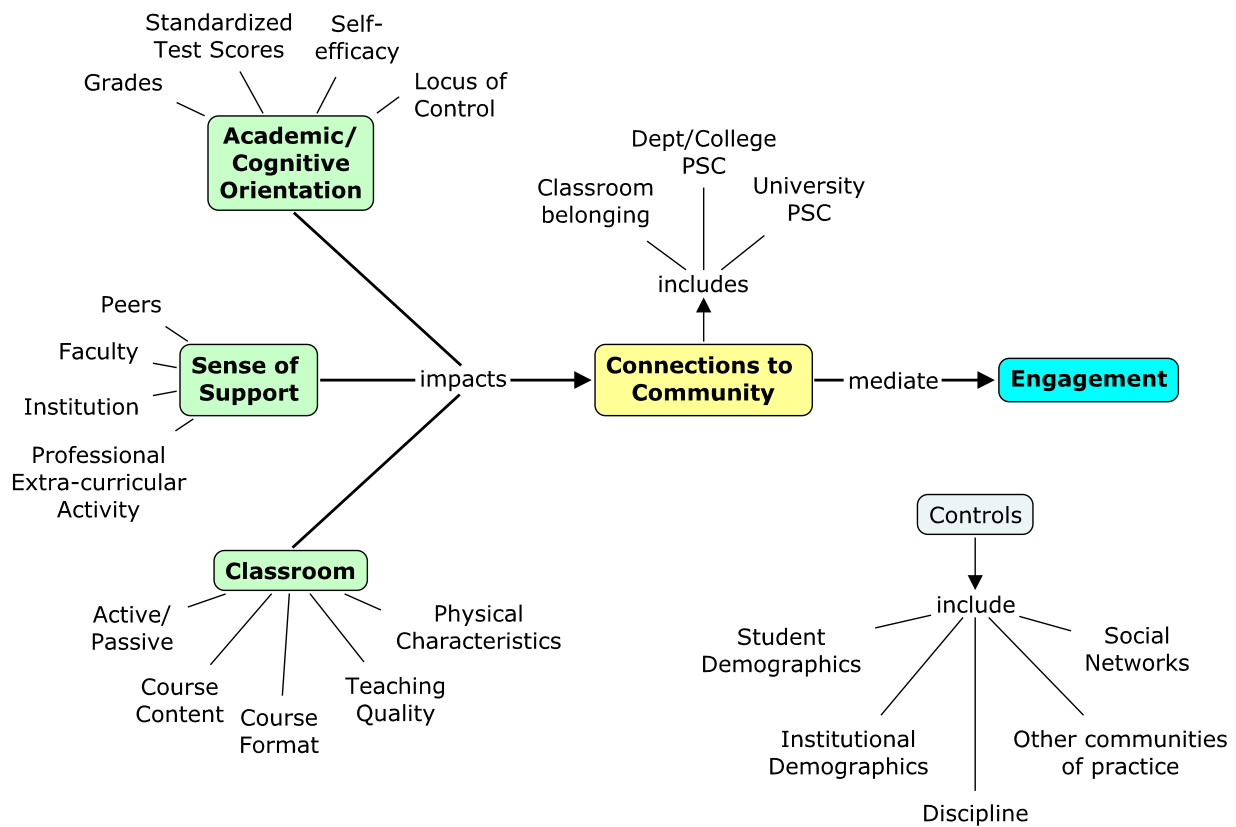 Standardized
Test Scores
Self-
efficacy
Grades
Locus of
Control
Academic/
Cognitive
Orientation
Dept/College
PSC
Classroom
belonging
University
PSC
includes
Peers
Faculty
Institution
Professional
Extra-curricular
Activity
Sense of
Support
impacts
Connections to
Community
mediate
Engagement
Classroom
Active/
Passive
Course
Content
Course
Format
Teaching
Quality
Physical
Characteristics
Controls
include
Student
Demographics
Institutional
Demographics
Discipline
Other communities
of practice
Social
Networks